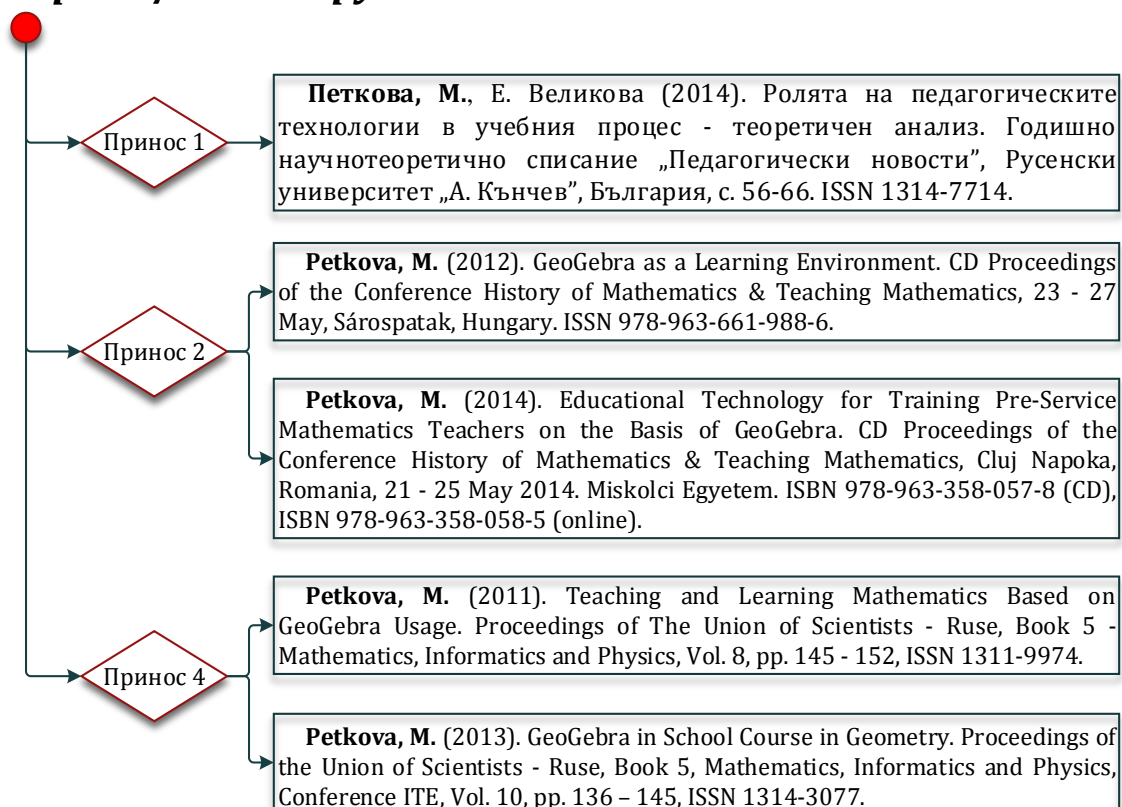 Принос 1
Петкова, М., Е. Великова (2014). Ролята на педагогическите
технологии в учебния процес - теоретичен анализ. Годишно
научнотеоретично списание „Педагогически новости”, Русенски
университет „А. Кънчев”, България, с. 56-66. ISSN 1314-7714.
Принос 2
Petkova, M. (2012). GeoGebra as a Learning Environment. CD Proceedings
of the Conference History of Mathematics & Teaching Mathematics, 23 - 27
May, Sárospatak, Hungary. ISSN 978-963-661-988-6.
Petkova, M. (2014). Educational Technology for Training Pre-Service
Mathematics Teachers on the Basis of GeoGebra. CD Proceedings of the
Conference History of Mathematics & Teaching Mathematics, Cluj Napoka,
Romania, 21 - 25 May 2014. Miskolci Egyetem. ISBN 978-963-358-057-8 (CD),
ISBN 978-963-358-058-5 (online).
Принос 4
Petkova, M. (2011). Teaching and Learning Mathematics Based on
GeoGebra Usage. Proceedings of The Union of Scientists - Ruse, Book 5 -
Mathematics, Informatics and Physics, Vol. 8, pp. 145 - 152, ISSN 1311-9974.
Petkova, M. (2013). GeoGebra in School Course in Geometry. Proceedings of
the Union of Scientists - Ruse, Book 5, Mathematics, Informatics and Physics,
Conference ITE, Vol. 10, pp. 136 – 145, ISSN 1314-3077.